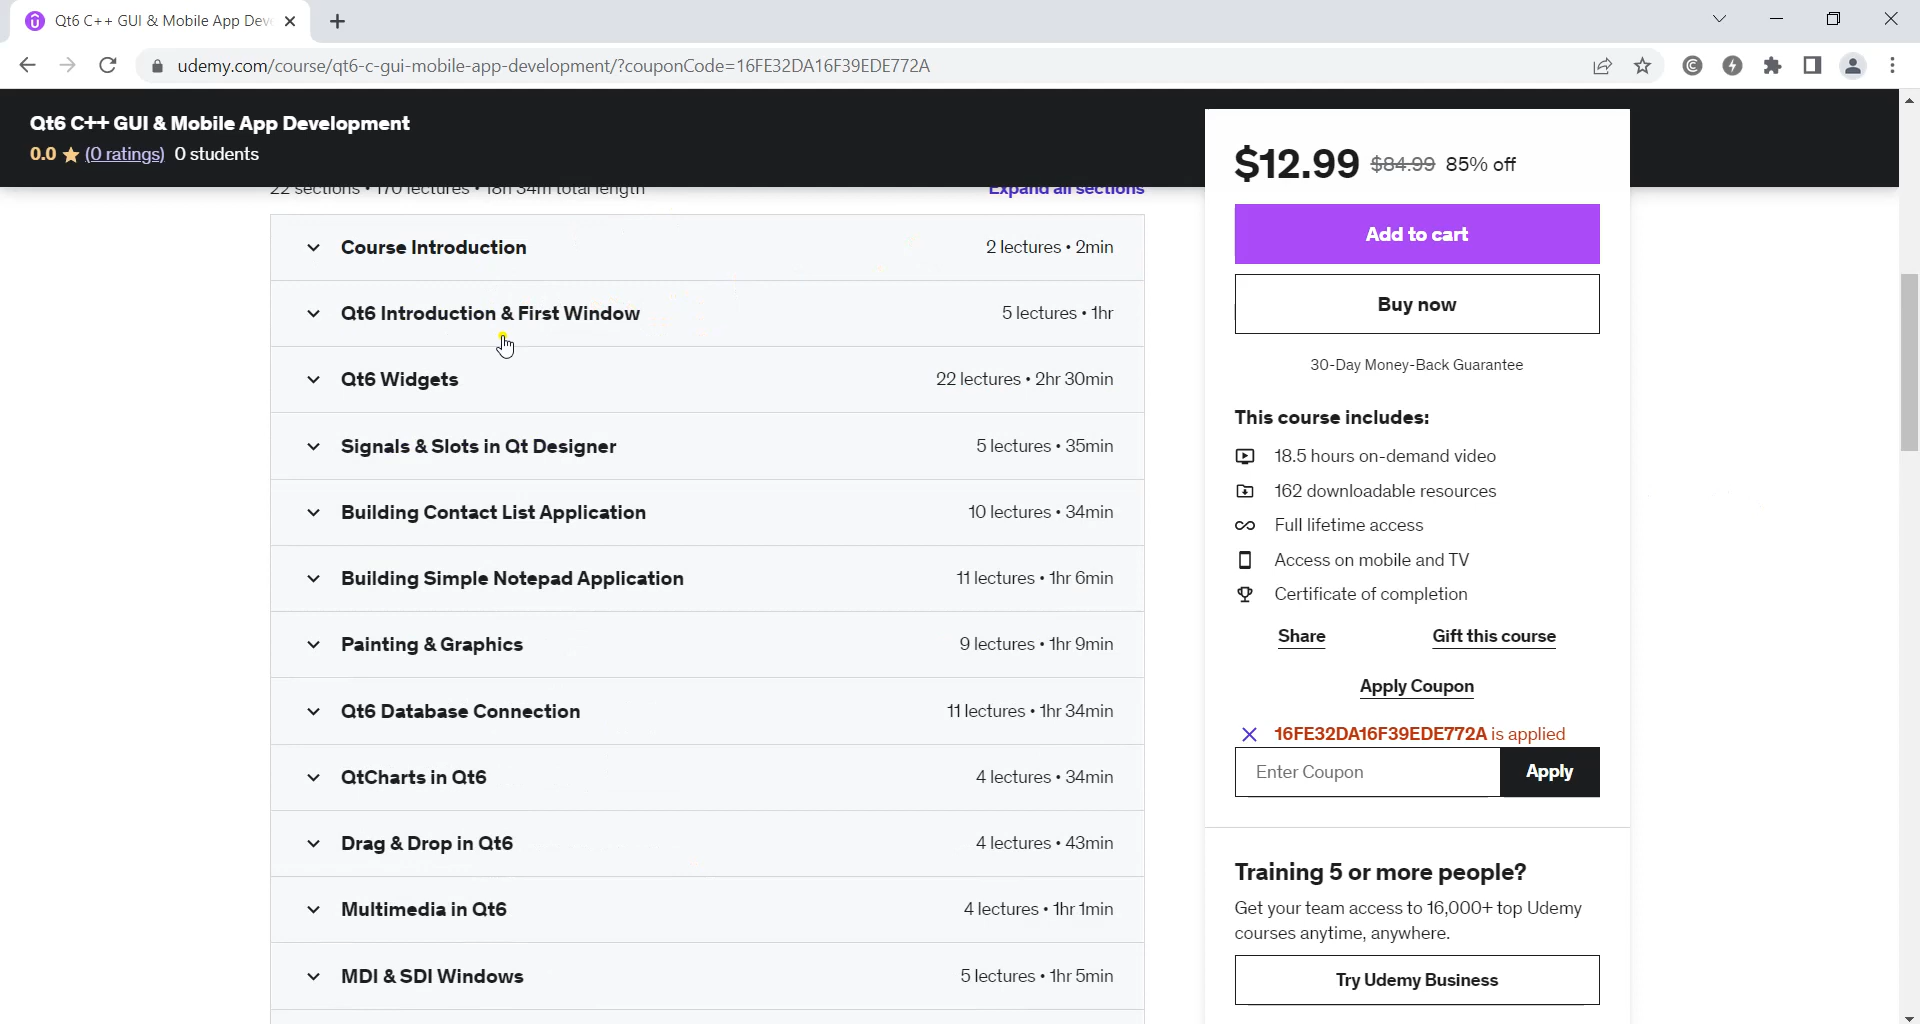 Qt6 C++ GUI & Mobile App Deve
udemy.com/course/qt6-c-gui-mobile-app-development/?couponCode=16FE32DA16F39EDE772A
Qt6 C++ GUI & Mobile App Development
0.0 ★ (0 ratings) 0 students
22 sections • 170 lectures • 18h 34m total length Expand all sections
Course Introduction 2 lectures • 2min
Qt6 Introduction & First Window 5 lectures • 1hr
Qt6 Widgets 22 lectures • 2hr 30min
Signals & Slots in Qt Designer 5 lectures • 35min
Building Contact List Application 10 lectures • 34min
Building Simple Notepad Application 11 lectures • 1hr 6min
Painting & Graphics 9 lectures • 1hr 9min
Qt6 Database Connection 11 lectures • 1hr 34min
QtCharts in Qt6 4 lectures • 34min
Drag & Drop in Qt6 4 lectures • 43min
Multimedia in Qt6 4 lectures • 1hr 1min
MDI & SDI Windows 5 lectures • 1hr 5min
$12.99 $84.99 85% off
Add to cart
Buy now
30-Day Money-Back Guarantee
This course includes:
18.5 hours on-demand video
162 downloadable resources
Full lifetime access
Access on mobile and TV
Certificate of completion
Share Gift this course
Apply Coupon
16FE32DA16F39EDE772A is applied
Enter Coupon Apply
Training 5 or more people?
Get your team access to 16,000+ top Udemy
courses anytime, anywhere.
Try Udemy Business